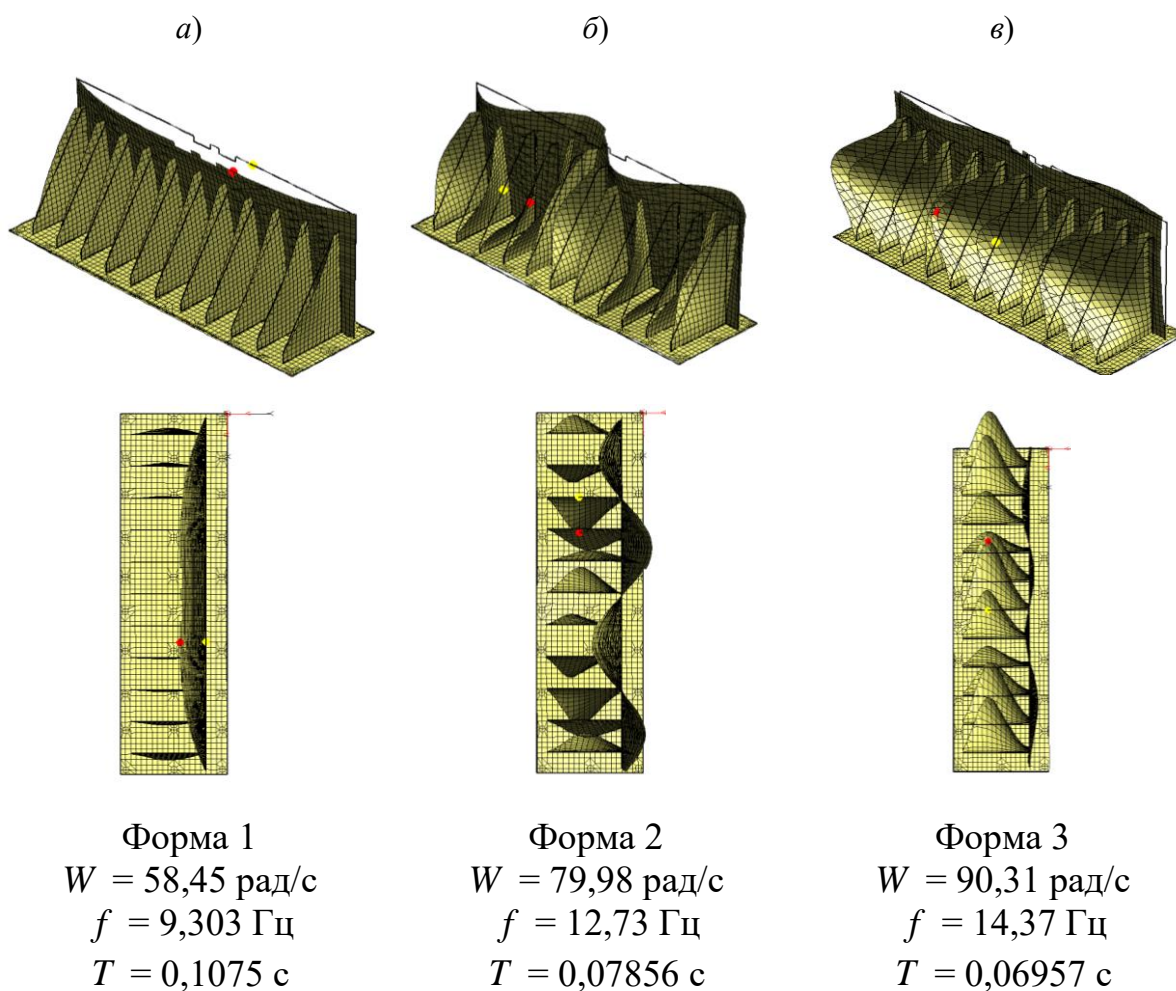 а) б) в)
Форма 1 Форма 2 Форма 3
W = 58,45 рад/с W = 79,98 рад/с W = 90,31 рад/с
f = 9,303 Гц f = 12,73 Гц f = 14,37 Гц
T = 0,1075 с T = 0,07856 с T = 0,06957 с